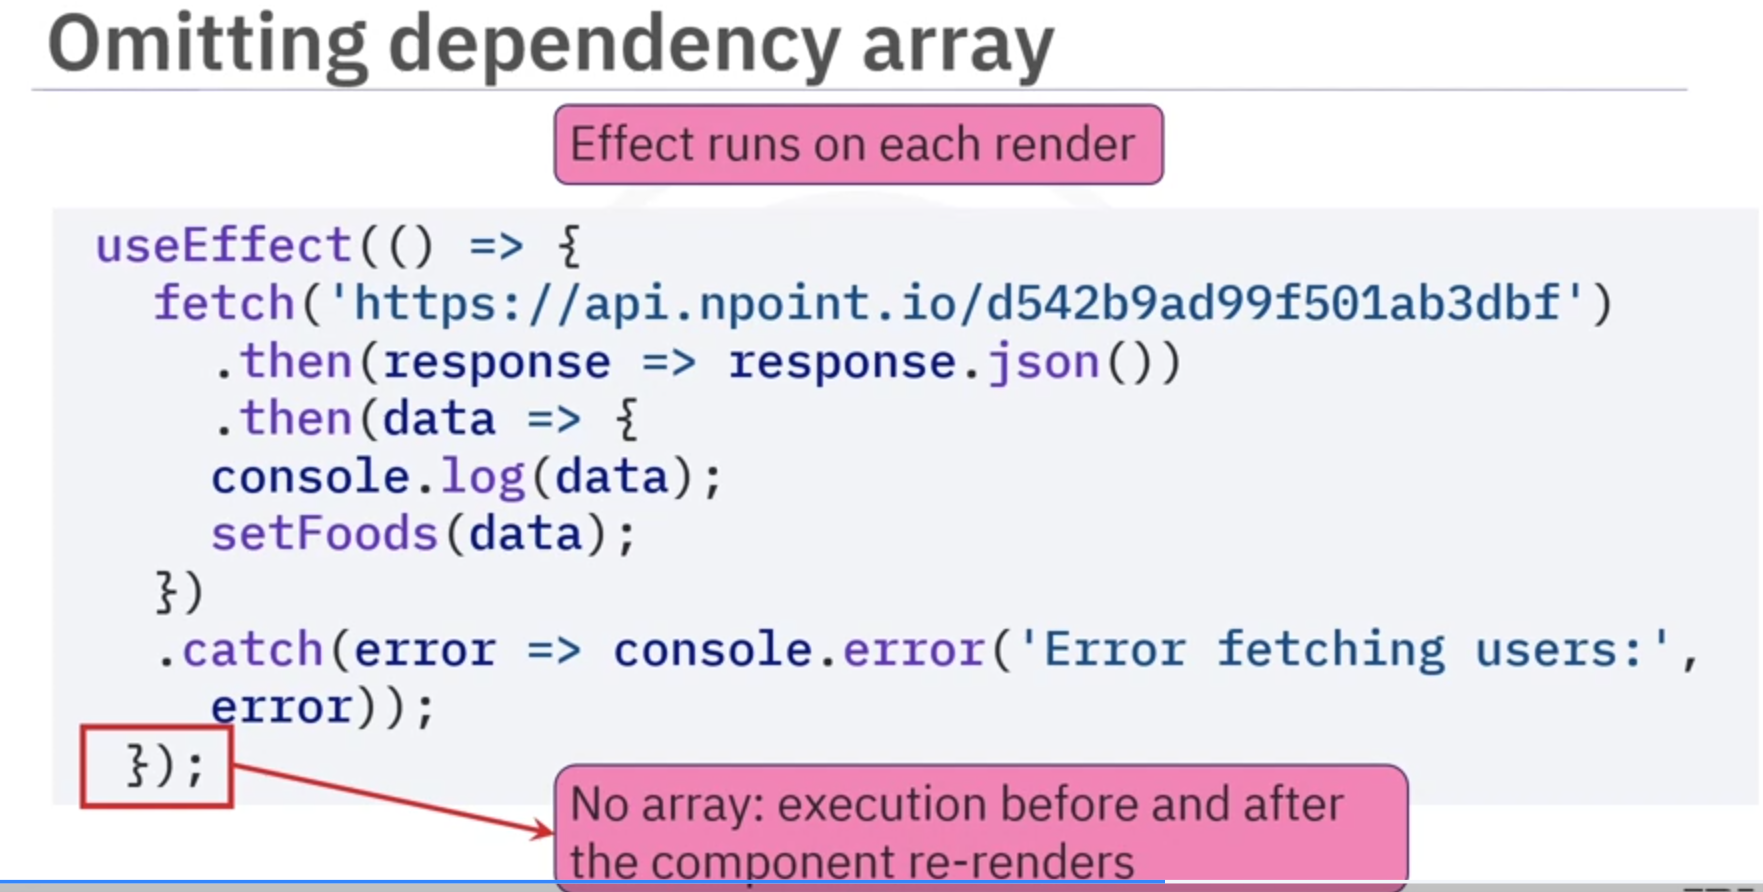 Omitting dependency array
Effect runs on each render
useEffect(() => {
fetch('https://api.npoint.io/d542b9ad99f501ab3dbf')
.then(response => response.json())
.then(data => {
console.log(data);
setFoods(data);
})
.catch(error => console.error('Error fetching users:',
error));
});
No array: execution before and after
the component re-renders